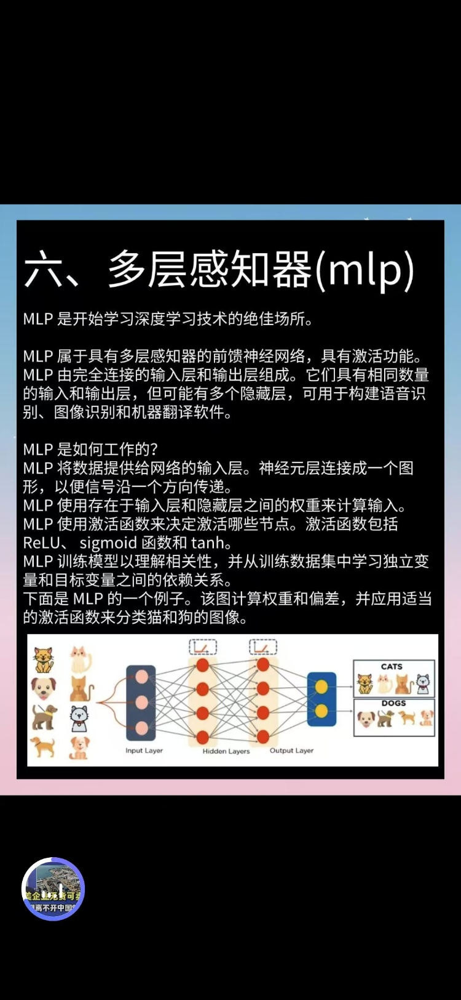 六、多层感知器(mlp)
MLP 是开始学习深度学习技术的绝佳场所。
MLP 属于具有多层感知器的前馈神经网络，具有激活功能。
MLP 由完全连接的输入层和输出层组成。它们具有相同数量
的输入和输出层，但可能有多个隐藏层，可用于构建语音识
别、图像识别和机器翻译软件。
MLP 是如何工作的？
MLP 将数据提供给网络的输入层。神经元层连接成一个图
形，以便信号沿一个方向传递。
MLP 使用存在于输入层和隐藏层之间的权重来计算输入。
MLP 使用激活函数来决定激活哪些节点。激活函数包括
ReLU、 sigmoid 函数和 tanh。
MLP 训练模型以理解相关性，并从训练数据集中学习独立变
量和目标变量之间的依赖关系。
下面是 MLP 的一个例子。该图计算权重和偏差，并应用适当
的激活函数来分类猫和狗的图像。
CATS
DOGS
Input Layer
Hidden Layers
Output Layer
离不开中国